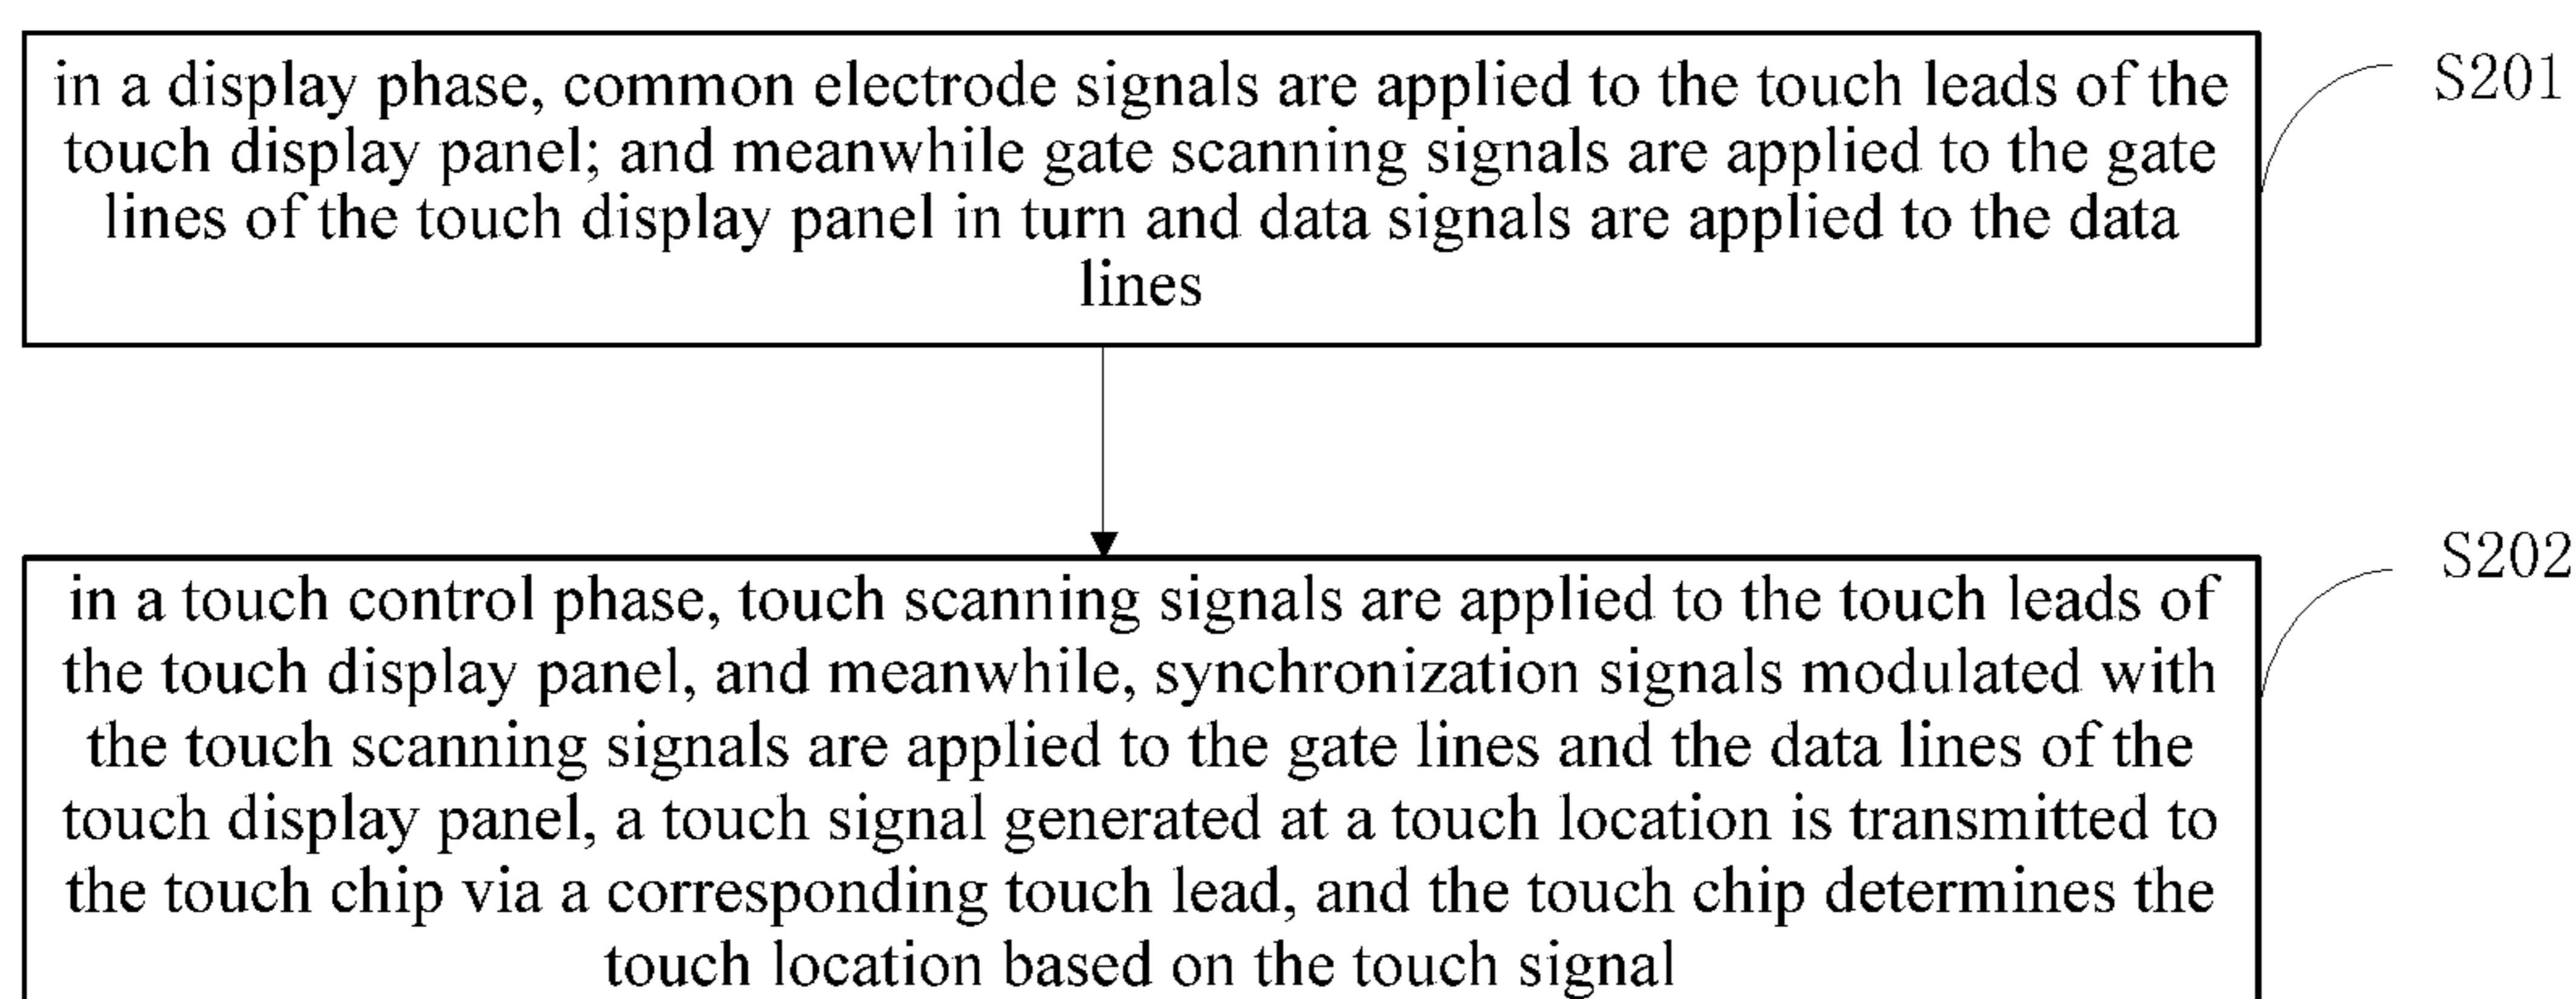 in a display phase, common electrode signals are applied to the touch leads of the
touch display panel; and meanwhile gate scanning signals are applied to the gate
lines of the touch display panel in turn and data signals are applied to the data
lines
S201
in a touch control phase, touch scanning signals are applied to the touch leads of
the touch display panel, and meanwhile, synchronization signals modulated with
the touch scanning signals are applied to the gate lines and the data lines of the
touch display panel, a touch signal generated at a touch location is transmitted to
the touch chip via a corresponding touch lead, and the touch chip determines the
touch location based on the touch signal
S202